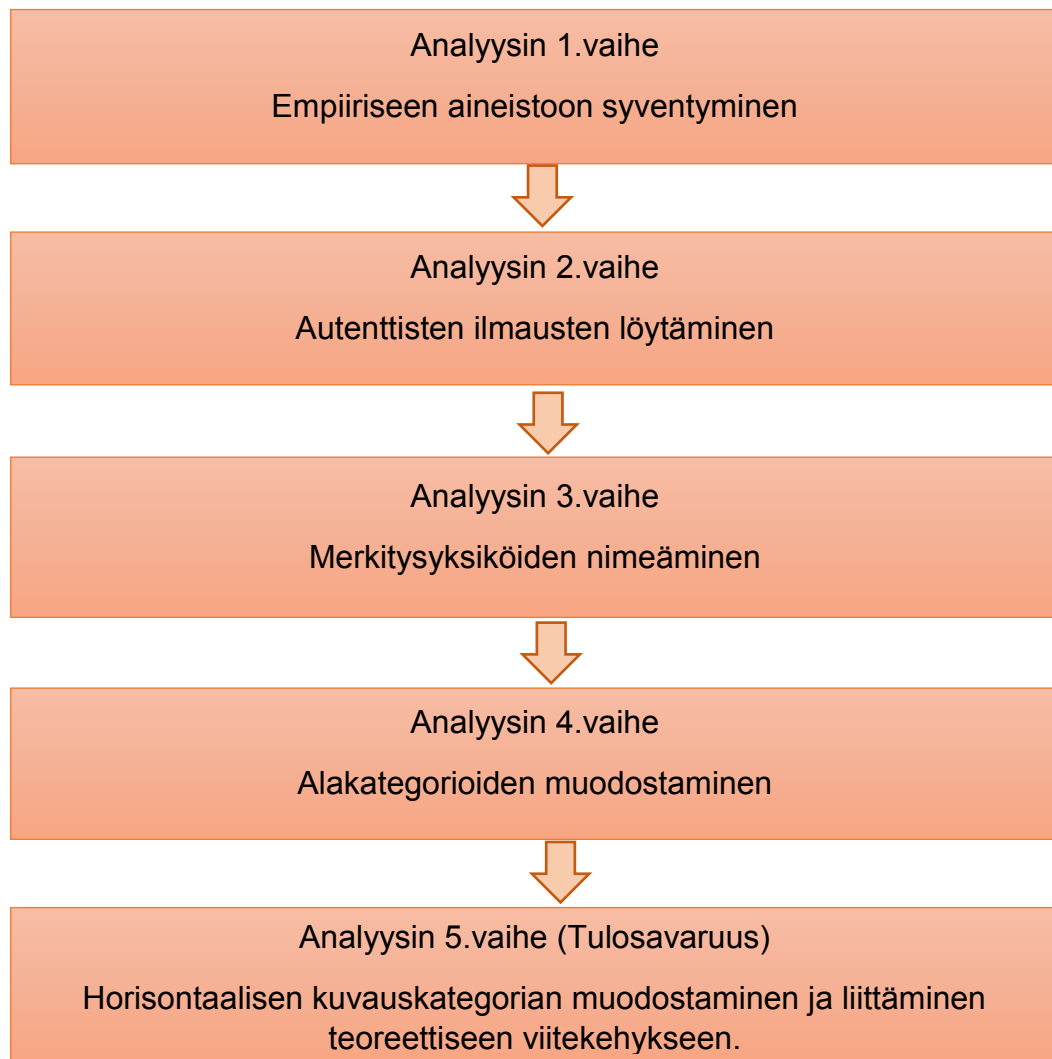 Analyysin 1.vaihe
Empiiriseen aineistoon syventyminen
Analyysin 2.vaihe
Autenttisten ilmausten löytäminen
Analyysin 3.vaihe
Merkitysyksiköiden nimeäminen
Analyysin 4.vaihe
Alakategorioiden muodostaminen
Analyysin 5.vaihe (Tulosavaruus)
Horisontaalisen kuvauskategorian muodostaminen ja liittäminen
teoreettiseen viitekehykseen.